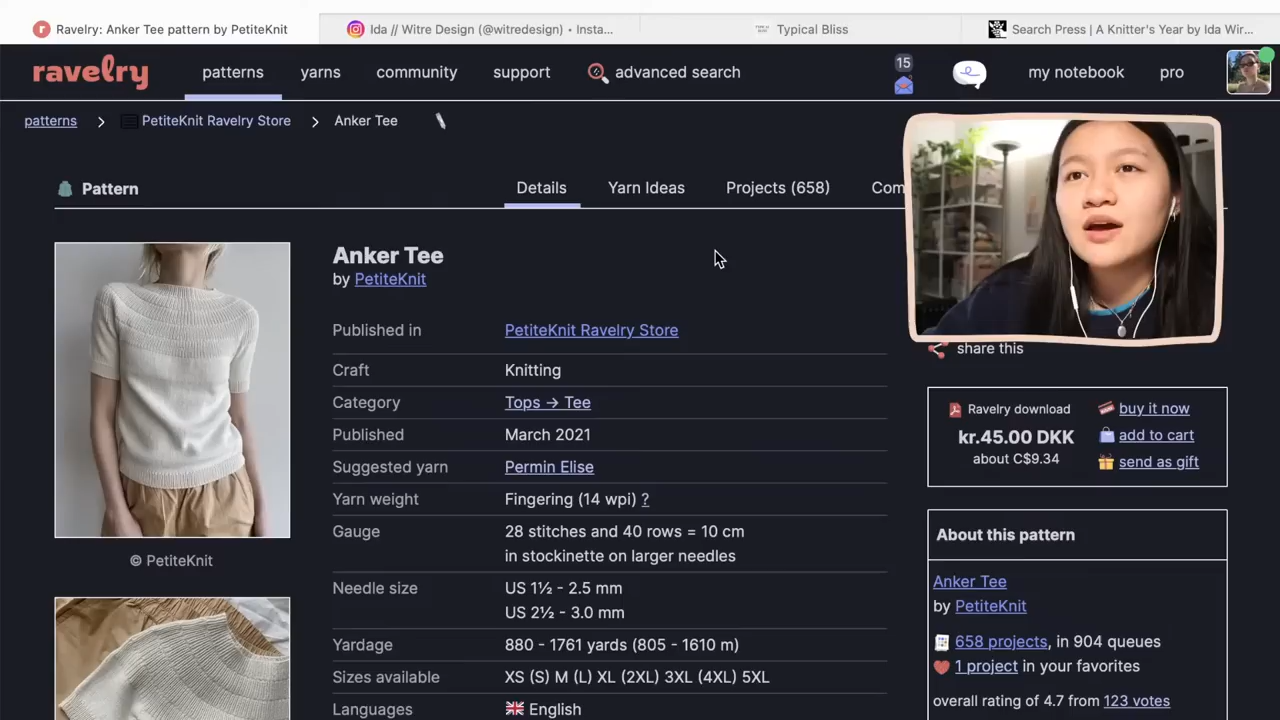 Ravelry: Anker Tee pattern by PetiteKnit
Ida // Witre Design (@witredesign) • Insta...
Typical Bliss
Search Press | A Knitter's Year by Ida Wir...
ravelry
patterns
yarns
community
support
advanced search
15
my notebook
pro
patterns
PetiteKnit Ravelry Store
Anker Tee
Pattern
Details
Yarn Ideas
Projects (658)
Com
Anker Tee
by PetiteKnit
Published in PetiteKnit Ravelry Store
Craft Knitting
Category Tops → Tee
Published March 2021
Suggested yarn Permin Elise
Yarn weight Fingering (14 wpi) ?
Gauge 28 stitches and 40 rows = 10 cm
in stockinette on larger needles
Needle size US 1½ - 2.5 mm
US 2½ - 3.0 mm
Yardage 880 - 1761 yards (805 - 1610 m)
Sizes available XS (S) M (L) XL (2XL) 3XL (4XL) 5XL
Languages English
© PetiteKnit
share this
Ravelry download
kr.45.00 DKK
about C$9.34
buy it now
add to cart
send as gift
About this pattern
Anker Tee
by PetiteKnit
658 projects, in 904 queues
1 project in your favorites
overall rating of 4.7 from 123 votes